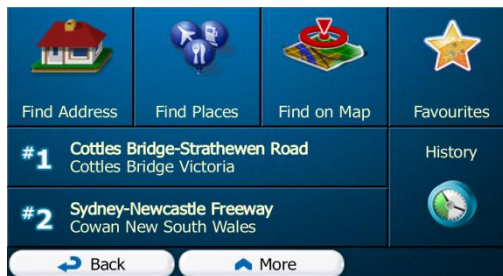 Find Address
Find Places
Find on Map
Favourites
#1 Cottles Bridge-Strathewen Road
Cottles Bridge Victoria
History
#2 Sydney-Newcastle Freeway
Cowan New South Wales
Back
More